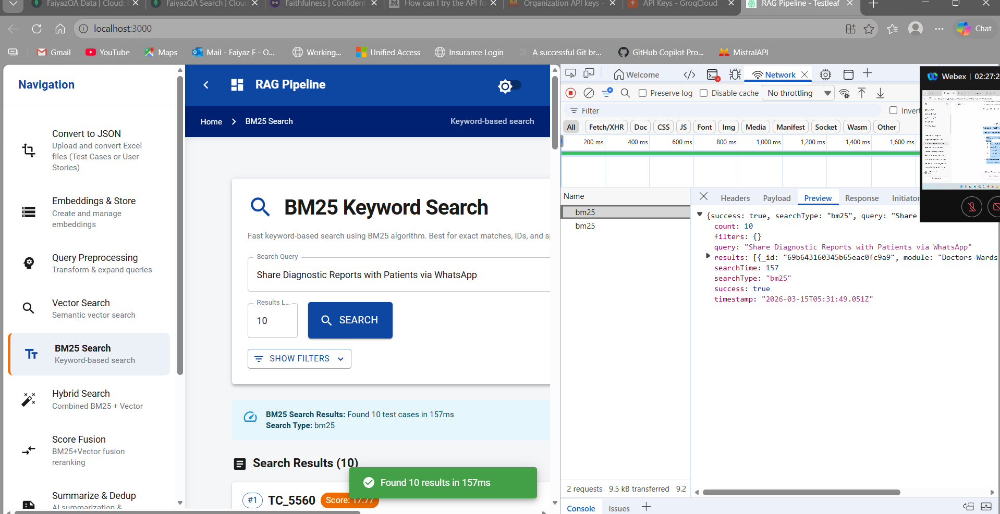 FaiyazQA Data | Cloud:
FaiyazQA Search | Cloud
Faithfulness | Confident
How can I try the API fo
Organization API keys -
API Keys - GroqCloud
RAG Pipeline - Testleaf
localhost:3000
Chat
Gmail
YouTube
Maps
Mail - Faiyaz F - O...
Working...
Unified Access
Insurance Login
A successful Git br...
GitHub Copilot Pro...
MistralAPI
Navigation
Convert to JSON
Upload and convert Excel
files (Test Cases or User
Stories)
Embeddings & Store
Create and manage
embeddings
Query Preprocessing
Transform & expand queries
Vector Search
Semantic vector search
BM25 Search
Keyword-based search
Hybrid Search
Combined BM25 + Vector
Score Fusion
BM25+Vector fusion
reranking
Summarize & Dedup
AI summarization &
RAG Pipeline
Home
BM25 Search
Keyword-based search
BM25 Keyword Search
Fast keyword-based search using BM25 algorithm. Best for exact matches, IDs, and
Search Query
Share Diagnostic Reports with Patients via WhatsApp
Results L...
10
SEARCH
SHOW FILTERS
BM25 Search Results: Found 10 test cases in 157ms
Search Type: bm25
Search Results (10)
Found 10 results in 157ms
#1 TC_5560 Score: 17.77
Welcome
Network
Preserve log
Disable cache
No throttling
Filter
Invert
All Fetch/XHR Doc CSS JS Font Img Media Manifest Socket Wasm Other
200 ms 400 ms 600 ms 800 ms 1,000 ms 1,200 ms 1,400 ms 1,600 ms
Name
bm25
bm25
Headers Payload Preview Response Initiator
{success: true, searchType: "bm25", query: "Share
count: 10
filters: {}
query: "Share Diagnostic Reports with Patients via WhatsApp"
results: [{_id: "69b643160345b65eac0fc9a9", module: "Doctors-Wards
searchTime: 157
searchType: "bm25"
success: true
timestamp: "2026-03-15T05:31:49.051Z"
2 requests 9.5 kB transferred 9.2
Console
Issues
Webex 02:27:2